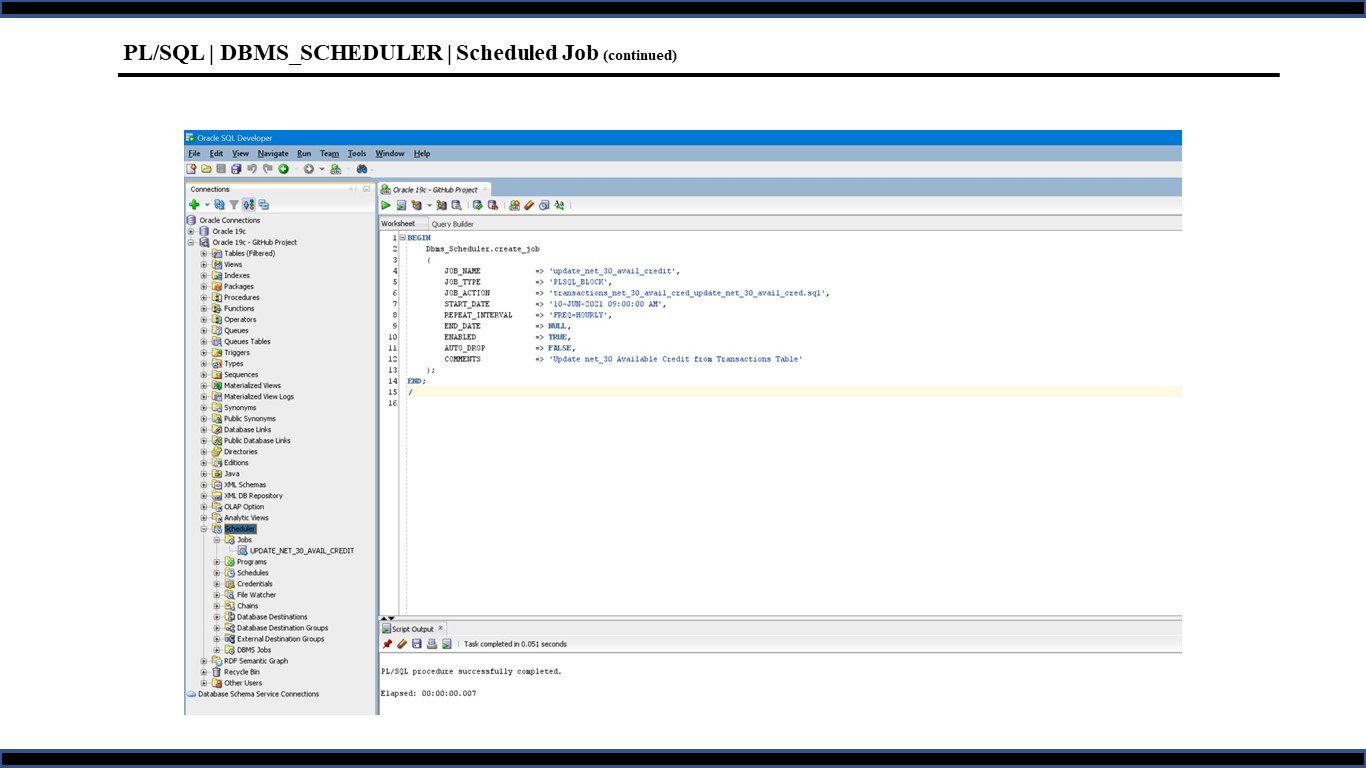 PL/SQL | DBMS_SCHEDULER | Scheduled Job (continued)
Oracle SQL Developer
File Edit View Navigate Run Team Tools Window Help
Connections
Oracle Connections
Oracle 19c
Oracle 19c - GitHub Project
Tables (Filtered)
Views
Indexes
Packages
Procedures
Functions
Operators
Queues
Queues Tables
Triggers
Types
Sequences
Materialized Views
Materialized View Logs
Synonyms
Public Synonyms
Database Links
Public Database Links
Directories
Editions
Java
XML Schemas
XML DB Repository
OLAP Option
Analytic Views
Scheduler
Jobs
UPDATE_NET_30_AVAIL_CREDIT
Programs
Schedules
Credentials
File Watcher
Chains
Database Destinations
Database Destination Groups
External Destination Groups
DBMS Jobs
RDF Semantic Graph
Recycle Bin
Other Users
Database Schema Service Connections
Oracle 19c - GitHub Project
Worksheet Query Builder
1 BEGIN
2 Dbms_Scheduler.create_job
3 (
4 JOB_NAME => 'update_net_30_avail_credit',
5 JOB_TYPE => 'PLSQL_BLOCK',
6 JOB_ACTION => 'transactions_net_30_avail_cred_update_net_30_avail_cred.sql',
7 START_DATE => '10-JUN-2021 09:00:00 AM',
8 REPEAT_INTERVAL => 'FREQ=HOURLY',
9 END_DATE => NULL,
10 ENABLED => TRUE,
11 AUTO_DROP => FALSE,
12 COMMENTS => 'Update net_30 Available Credit from Transactions Table'
13 );
14 END;
15 /
16
Script Output x
Task completed in 0.051 seconds
PL/SQL procedure successfully completed.
Elapsed: 00:00:00.007